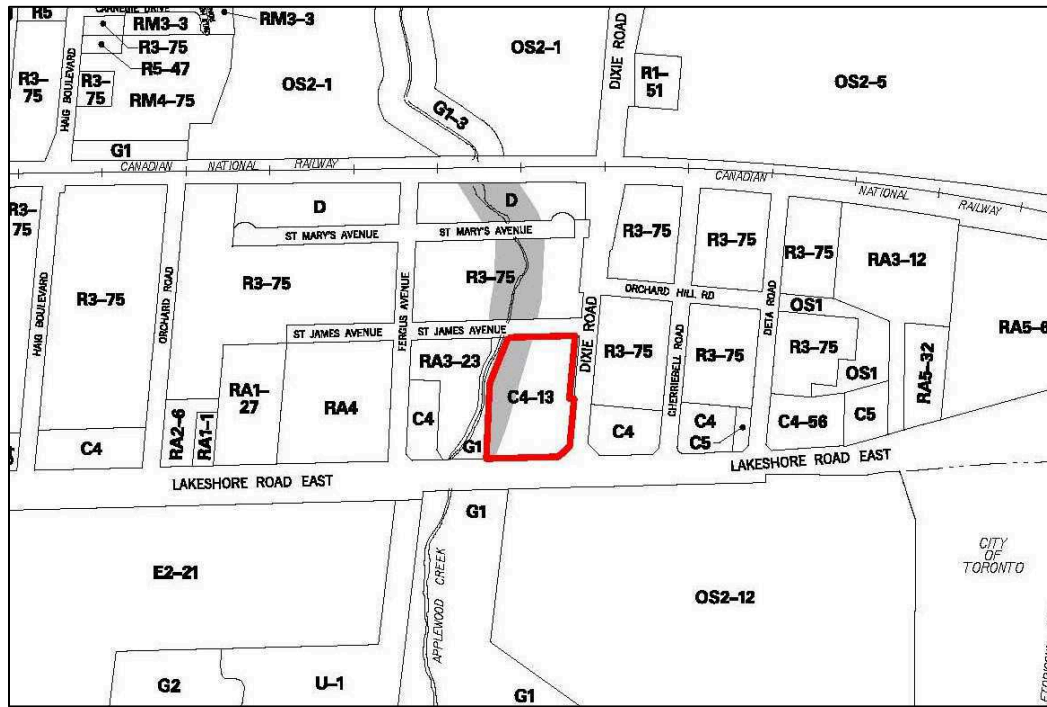 R5
CARNEGIE DRIVE
RM3–3
RM3–3
R3–75
R5–47
R3–
75
R3–
75
RM4–75
HAIG BOULEVARD
G1
OS2–1
G1–3
OS2–1
DIXIE ROAD
R1–
51
OS2–5
CANADIAN NATIONAL RAILWAY
CANADIAN NATIONAL RAILWAY
R3–
75
HAIG BOULEVARD
R3–75
ORCHARD ROAD
D
D
ST MARY'S AVENUE
ST MARY'S AVENUE
R3–75
FERGUS AVENUE
R3–75
ST JAMES AVENUE
ST JAMES AVENUE
DIXIE ROAD
R3–75
R3–75
R3–75
RA3–12
ORCHARD HILL RD
DETA ROAD
OS1
RA5–6
R3–75
CHERRIEBELL ROAD
R3–75
R3–75
OS1
RA5–32
RA1–
27
RA4
RA3–23
C4
C4–13
C4
RA2–6
RA1–1
G1
C4
C4
C5
C4–56
C5
LAKESHORE ROAD EAST
LAKESHORE ROAD EAST
G1
E2–21
APPLEWOOD CREEK
OS2–12
CITY
OF
TORONTO
G2
U–1
G1